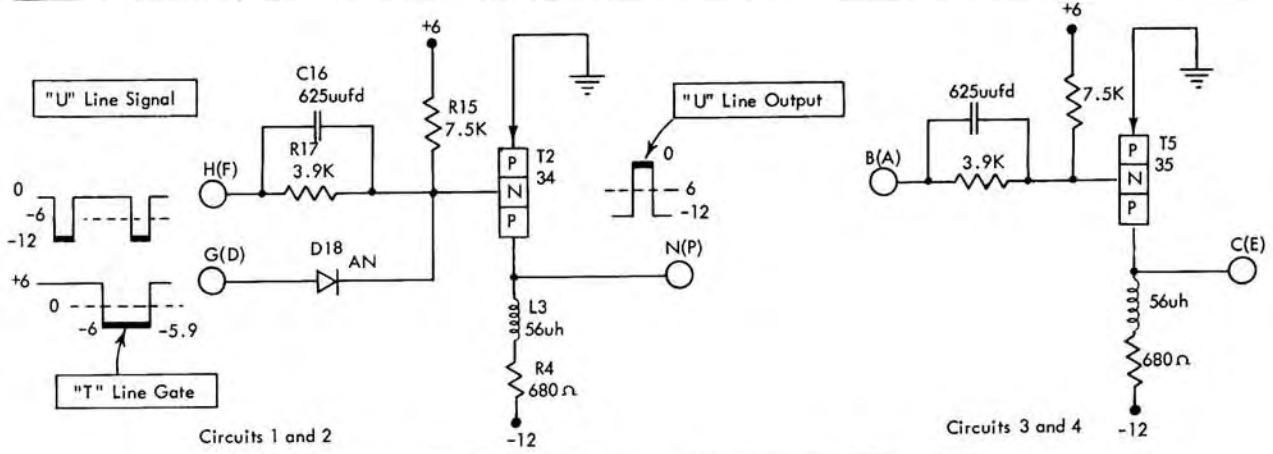 "U" Line Signal
0
-6
-12
+6
0
-6
-5.9
"T" Line Gate
C16
625uufd
R17
3.9K
H(F)
G(D)
D18
AN
+6
R15
7.5K
P
N
P
T2
34
"U" Line Output
0
6
-12
N(P)
L3
56uh
R4
680Ω
-12
Circuits 1 and 2
+6
625uufd
3.9K
B(A)
7.5K
P
N
P
T5
35
C(E)
56uh
680Ω
-12
Circuits 3 and 4